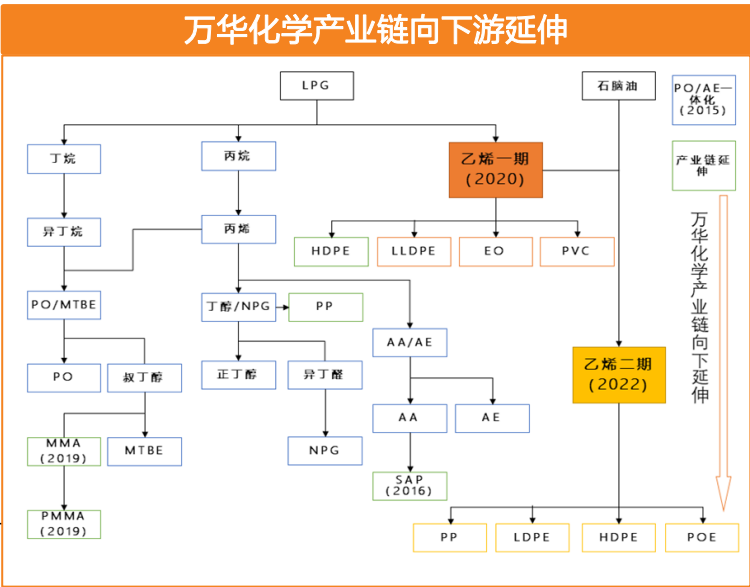 万华化学产业链向下游延伸
LPG
石脑油
PO/AE一
体化
(2015)
丁烷
丙烷
乙烯一期
(2020)
产业链延
伸
异丁烷
丙烯
HDPE
LLDPE
EO
PVC
万华化学产业链向下延伸
PO/MTBE
丁醇/NPG
PP
AA/AE
乙烯二期
(2022)
PO
叔丁醇
正丁醇
异丁醛
AA
AE
MMA
(2019)
MTBE
NPG
SAP
(2016)
PMMA
(2019)
PP
LDPE
HDPE
POE